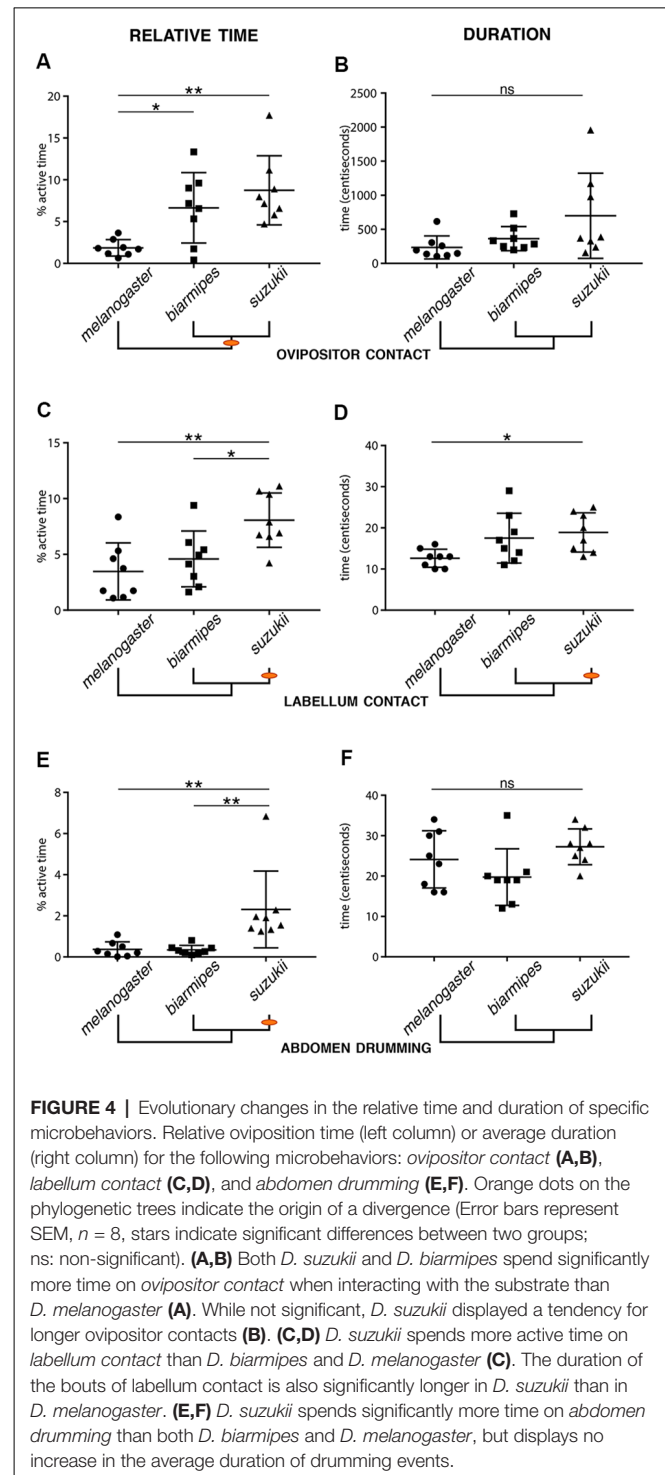 RELATIVE TIME
DURATION
A
**
*
20
15
10
5
0
% active time
melanogaster
biarmipes
suzukii
B
ns
2500
2000
1500
1000
500
0
time (centiseconds)
melanogaster
biarmipes
suzukii
OVIPOSITOR CONTACT
C
**
*
15
10
5
0
% active time
melanogaster
biarmipes
suzukii
D
*
40
30
20
10
0
time (centiseconds)
melanogaster
biarmipes
suzukii
LABELLUM CONTACT
E
**
**
8
6
4
2
0
% active time
melanogaster
biarmipes
suzukii
F
ns
40
30
20
10
0
time (centiseconds)
melanogaster
biarmipes
suzukii
ABDOMEN DRUMMING
FIGURE 4 | Evolutionary changes in the relative time and duration of specific
microbehaviors. Relative oviposition time (left column) or average duration
(right column) for the following microbehaviors: ovipositor contact (A,B),
labellum contact (C,D), and abdomen drumming (E,F). Orange dots on the
phylogenetic trees indicate the origin of a divergence (Error bars represent
SEM, n = 8, stars indicate significant differences between two groups;
ns: non-significant). (A,B) Both D. suzukii and D. biarmipes spend significantly
more time on ovipositor contact when interacting with the substrate than
D. melanogaster (A). While not significant, D. suzukii displayed a tendency for
longer ovipositor contacts (B). (C,D) D. suzukii spends more active time on
labellum contact than D. biarmipes and D. melanogaster (C). The duration of
the bouts of labellum contact is also significantly longer in D. suzukii than in
D. melanogaster. (E,F) D. suzukii spends significantly more time on abdomen
drumming than both D. biarmipes and D. melanogaster, but displays no
increase in the average duration of drumming events.